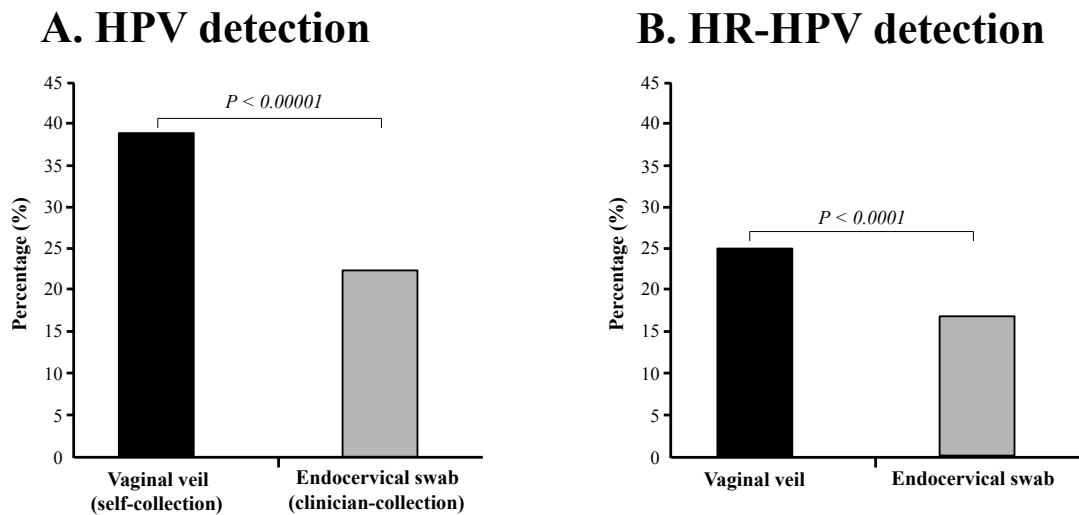 A. HPV detection
45
40
35
30
25
20
15
10
5
0
Percentage (%)
P < 0.00001
Vaginal veil
(self-collection)
Endocervical swab
(clinician-collection)
B. HR-HPV detection
45
40
35
30
25
20
15
10
5
0
Percentage (%)
P < 0.0001
Vaginal veil
Endocervical swab